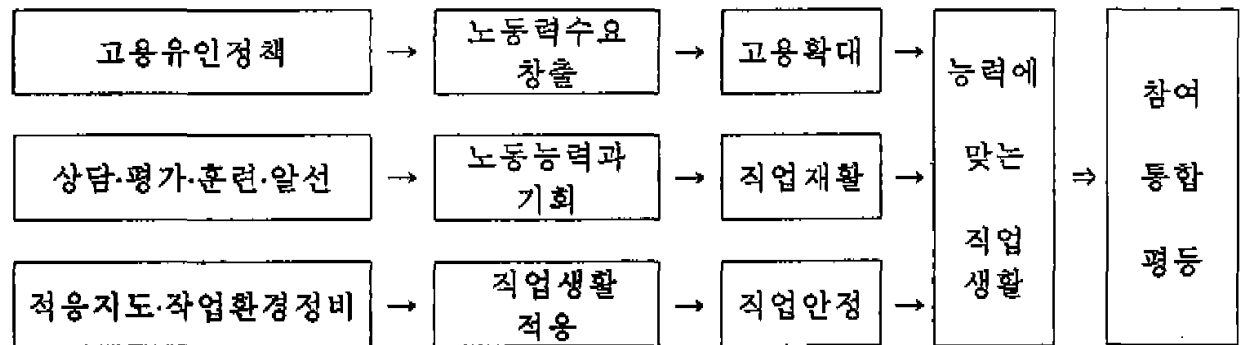 고용유인정책 → 노동력수요 창출 → 고용확대 →
상담·평가·훈련·알선 → 노동능력과 기회 → 직업재활 →
적응지도·작업환경정비 → 직업생활 적응 → 직업안정 →
능력에
맞는
직업
생활
⇒
참여
통합
평등